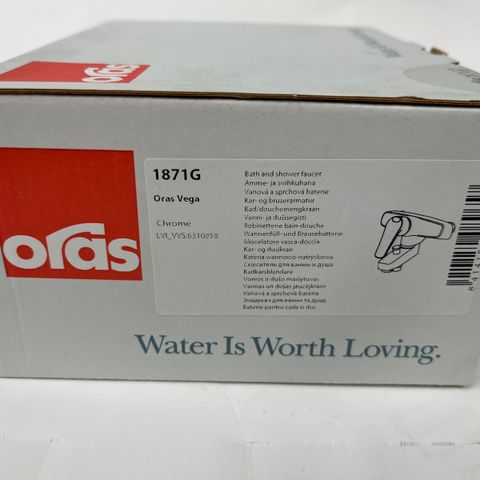 oras
oras
1871G
Oras Vega
Chrome
LVI_VVS:6310858
Bath and shower faucet
Amme- ja suihkuhana
Vanová a sprchová baterie
Kar- og bruserarmatur
Bad/douchemengkraan
Vanni- ja dušisegisti
Robinetterie bain-douche
Wannenfüll- und Brausebatterie
Miscelatore vasca-doccia
Kar- og dusjkran
Bateria wannowo-natryskowa
Смеситель для ванны и душа
Badkarsblandare
Vonios ir dušo maišytuvas
Vannas un dušas jaucējkrāns
Vaňová a sprchová batéria
Змішувач для ванни та душу
Baterie pentru cada si dus
Water Is Worth Loving.